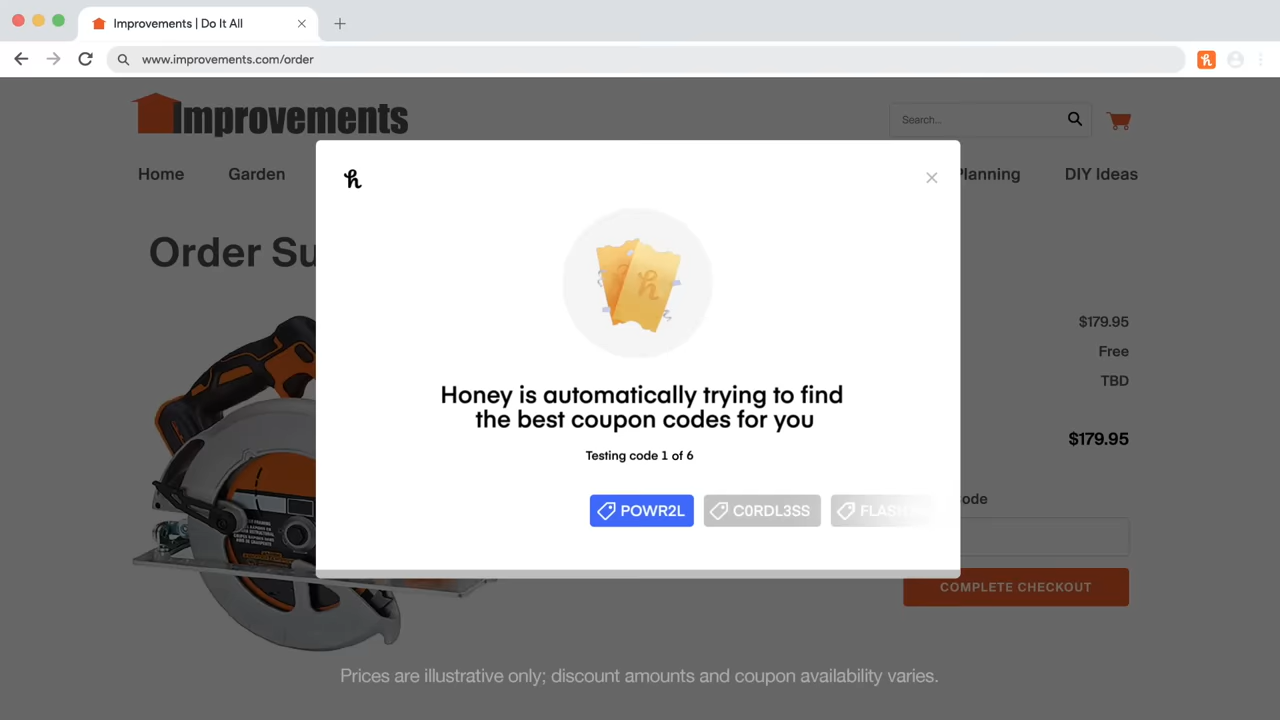 Improvements | Do It All
www.improvements.com/order
Improvements
Search...
Home
Garden
Planning
DIY Ideas
Order Su
$179.95
Free
TBD
$179.95
ode
COMPLETE CHECKOUT
h
h
Honey is automatically trying to find
the best coupon codes for you
Testing code 1 of 6
POWR2L
C0RDL3SS
FLASH
Prices are illustrative only; discount amounts and coupon availability varies.